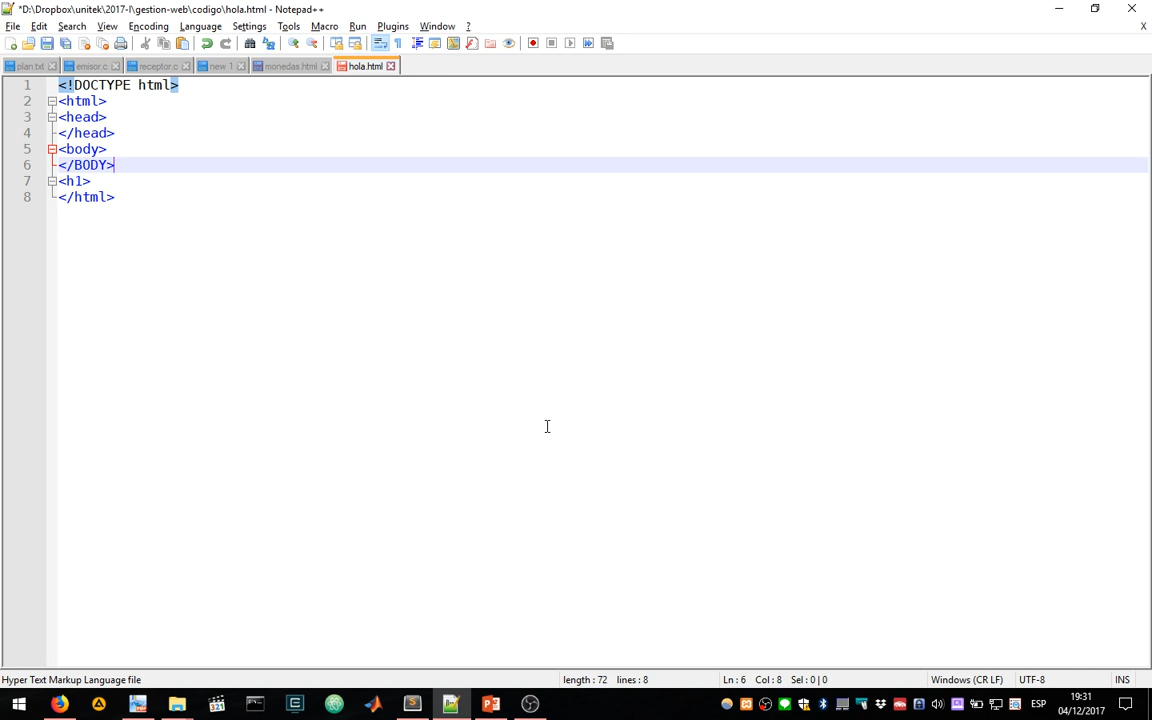 *D:\Dropbox\unitek\2017-I\gestion-web\codigo\hola.html - Notepad++
File Edit Search View Encoding Language Settings Tools Macro Run Plugins Window ? X
plan.txt emisor.c receptor.c new 1 monedas.html hola.html
1 <!DOCTYPE html>
2 <html>
3 <head>
4 </head>
5 <body>
6 </BODY>
7 <h1>
8 </html>
Hyper Text Markup Language file length : 72 lines : 8 Ln : 6 Col : 8 Sel : 0 | 0 Windows (CR LF) UTF-8 INS
ESP 19:31
04/12/2017